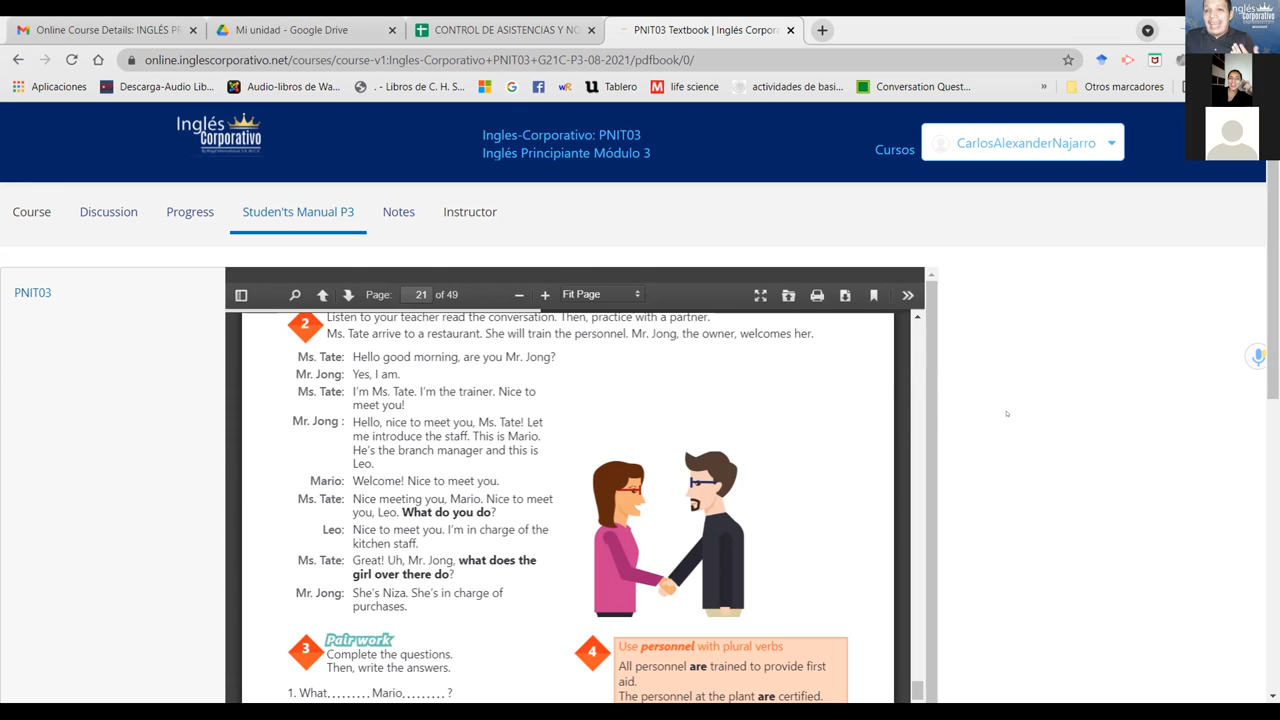 Online Course Details: INGLÉS PR
Mi unidad - Google Drive
CONTROL DE ASISTENCIAS Y NO
PNIT03 Textbook | Inglés Corpor
online.inglescorporativo.net/courses/course-v1:Ingles-Corporativo+PNIT03+G21C-P3-08-2021/pdfbook/0/
Aplicaciones
Descarga-Audio Lib...
Audio-libros de Wa...
- Libros de C. H. S...
Tablero
life science
actividades de basi...
Conversation Quest...
»
Otros marcadores
Inglés
Corporativo
Inglés
Corporativo
Ingles-Corporativo: PNIT03
Inglés Principiante Módulo 3
Cursos
CarlosAlexanderNajarro
Course
Discussion
Progress
Studen'ts Manual P3
Notes
Instructor
PNIT03
Page: 21 of 49
Fit Page
2
Listen to your teacher read the conversation. Then, practice with a partner.
Ms. Tate arrive to a restaurant. She will train the personnel. Mr. Jong, the owner, welcomes her.
Ms. Tate: Hello good morning, are you Mr. Jong?
Mr. Jong: Yes, I am.
Ms. Tate: I'm Ms. Tate. I'm the trainer. Nice to
meet you!
Mr. Jong : Hello, nice to meet you, Ms. Tate! Let
me introduce the staff. This is Mario.
He's the branch manager and this is
Leo.
Mario: Welcome! Nice to meet you.
Ms. Tate: Nice meeting you, Mario. Nice to meet
you, Leo. What do you do?
Leo: Nice to meet you. I'm in charge of the
kitchen staff.
Ms. Tate: Great! Uh, Mr. Jong, what does the
girl over there do?
Mr. Jong: She's Niza. She's in charge of
purchases.
3
Pair work
Complete the questions.
Then, write the answers.
1. What.........Mario.........?
4
Use personnel with plural verbs
All personnel are trained to provide first
aid.
The personnel at the plant are certified.